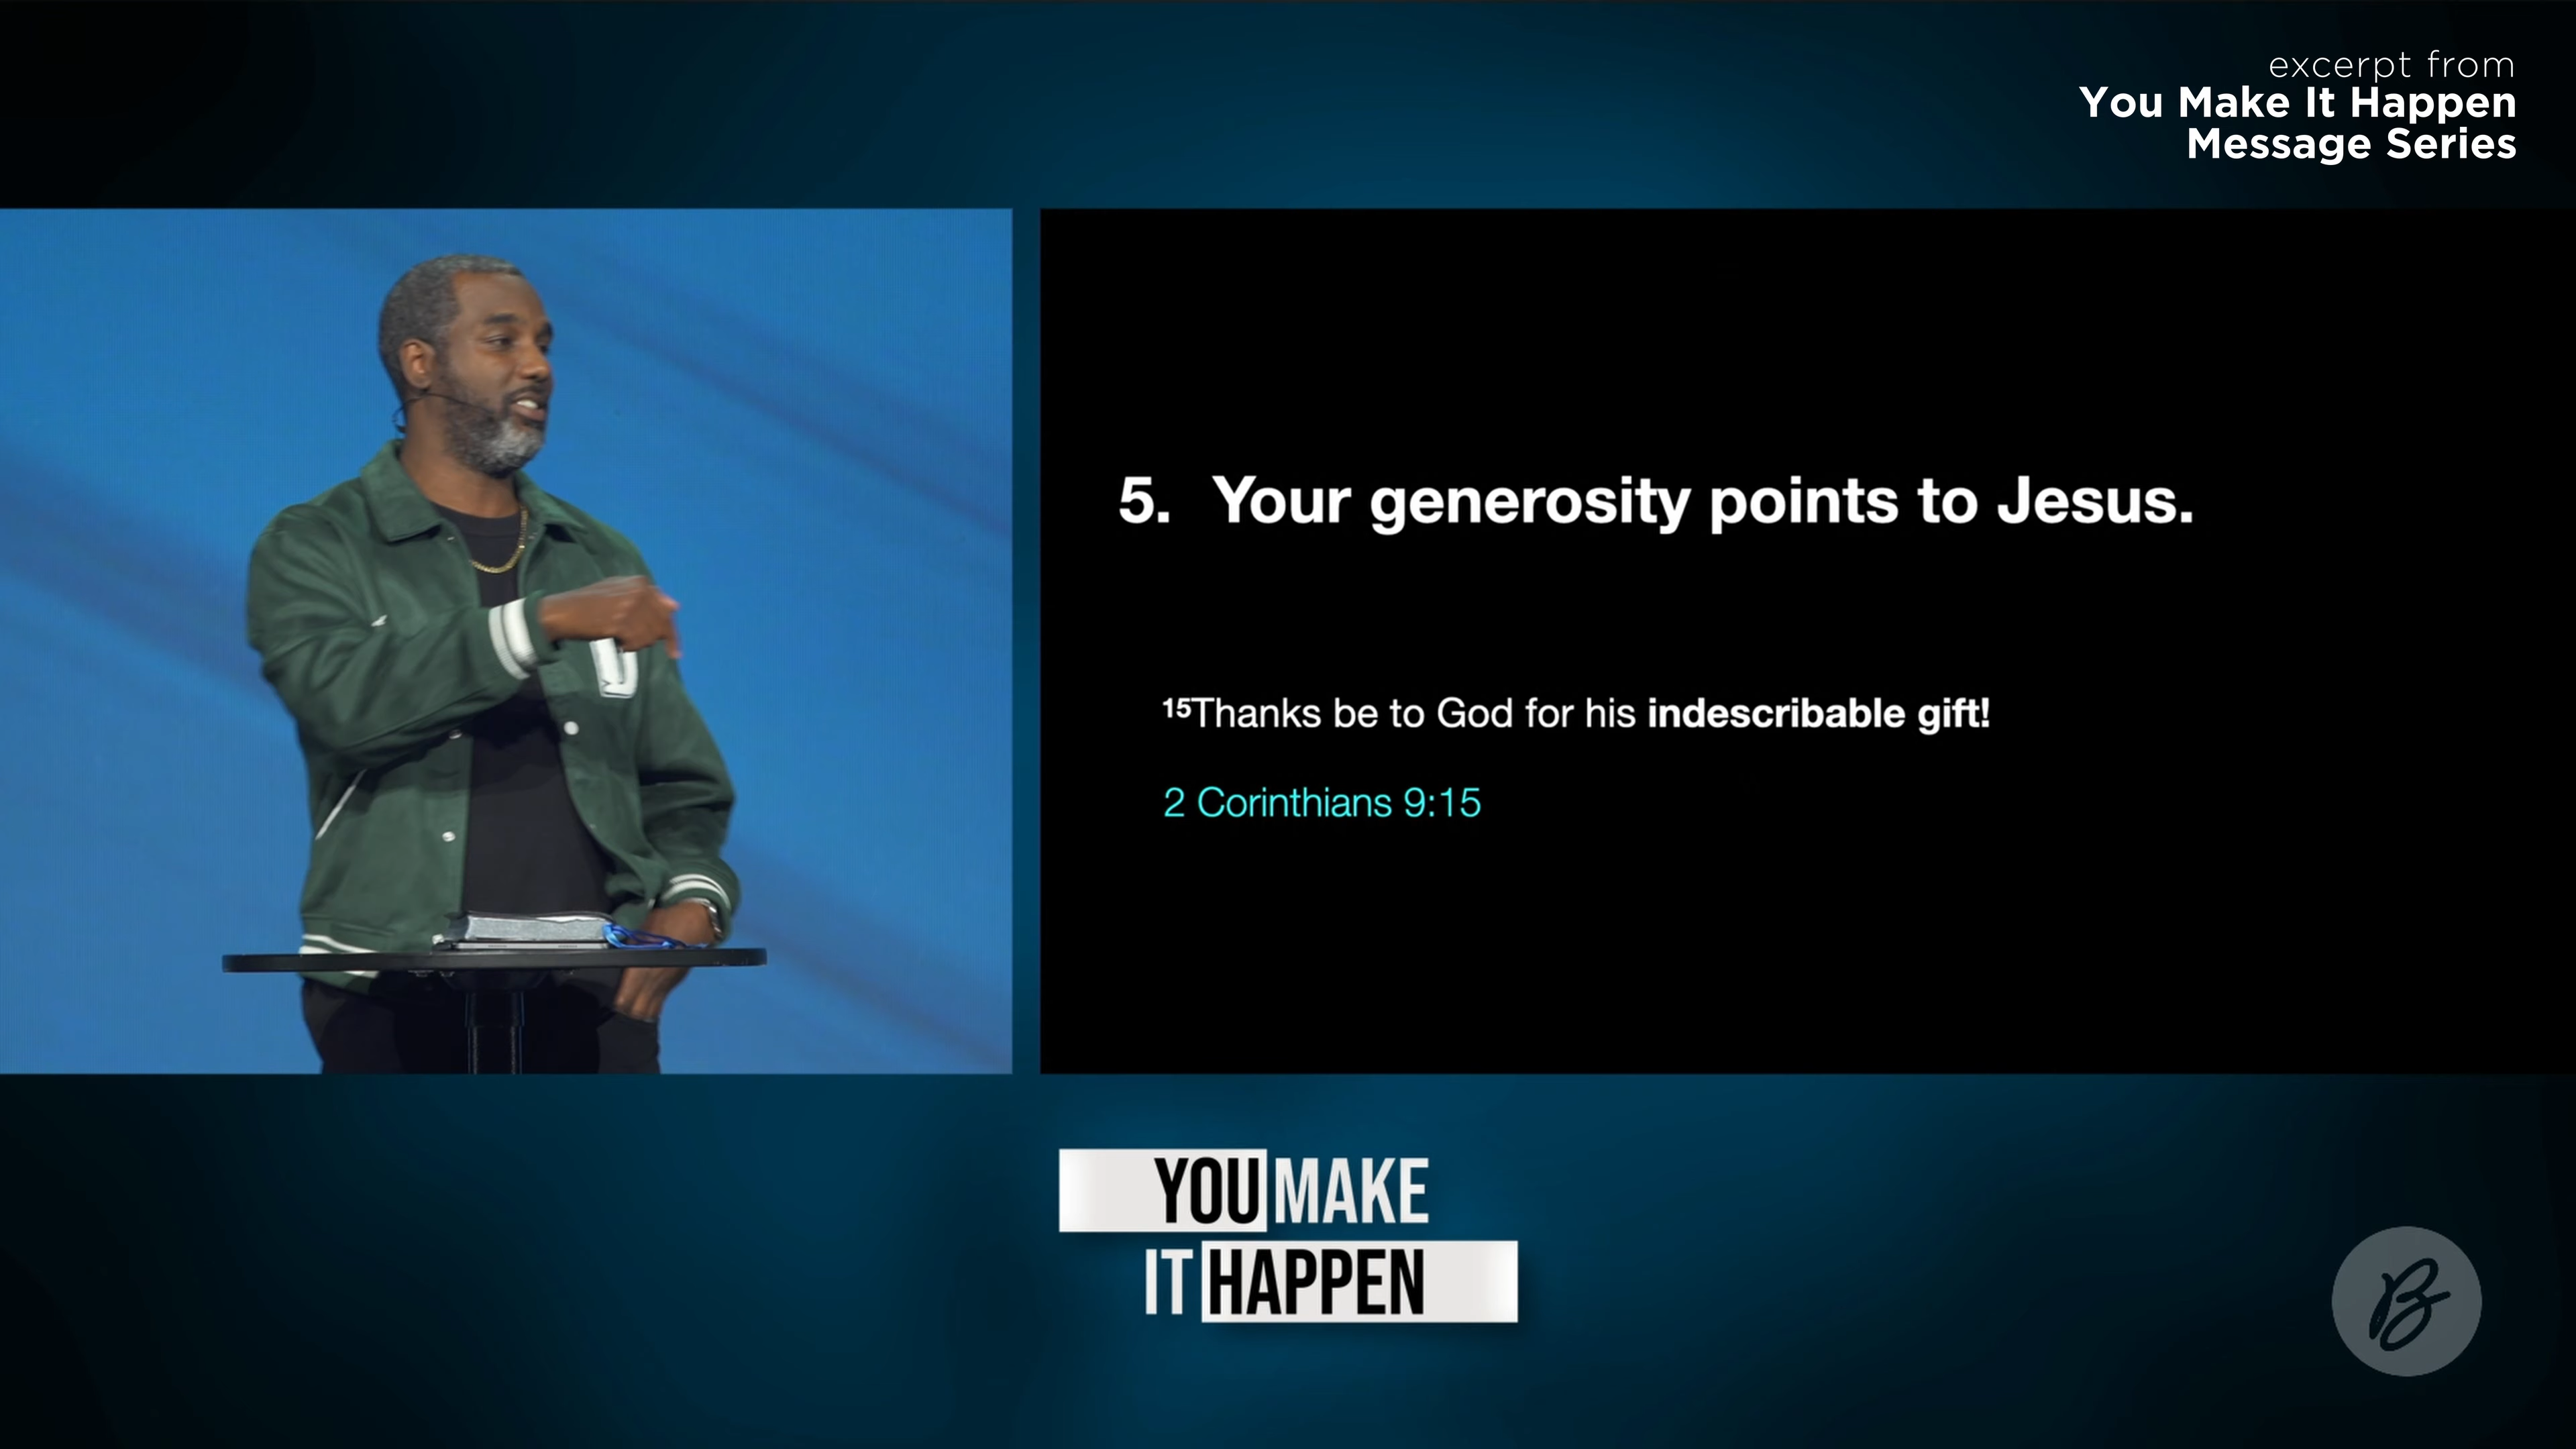 excerpt from
You Make It Happen
Message Series
5. Your generosity points to Jesus.
15Thanks be to God for his indescribable gift!
2 Corinthians 9:15
YOU MAKE
IT HAPPEN
B